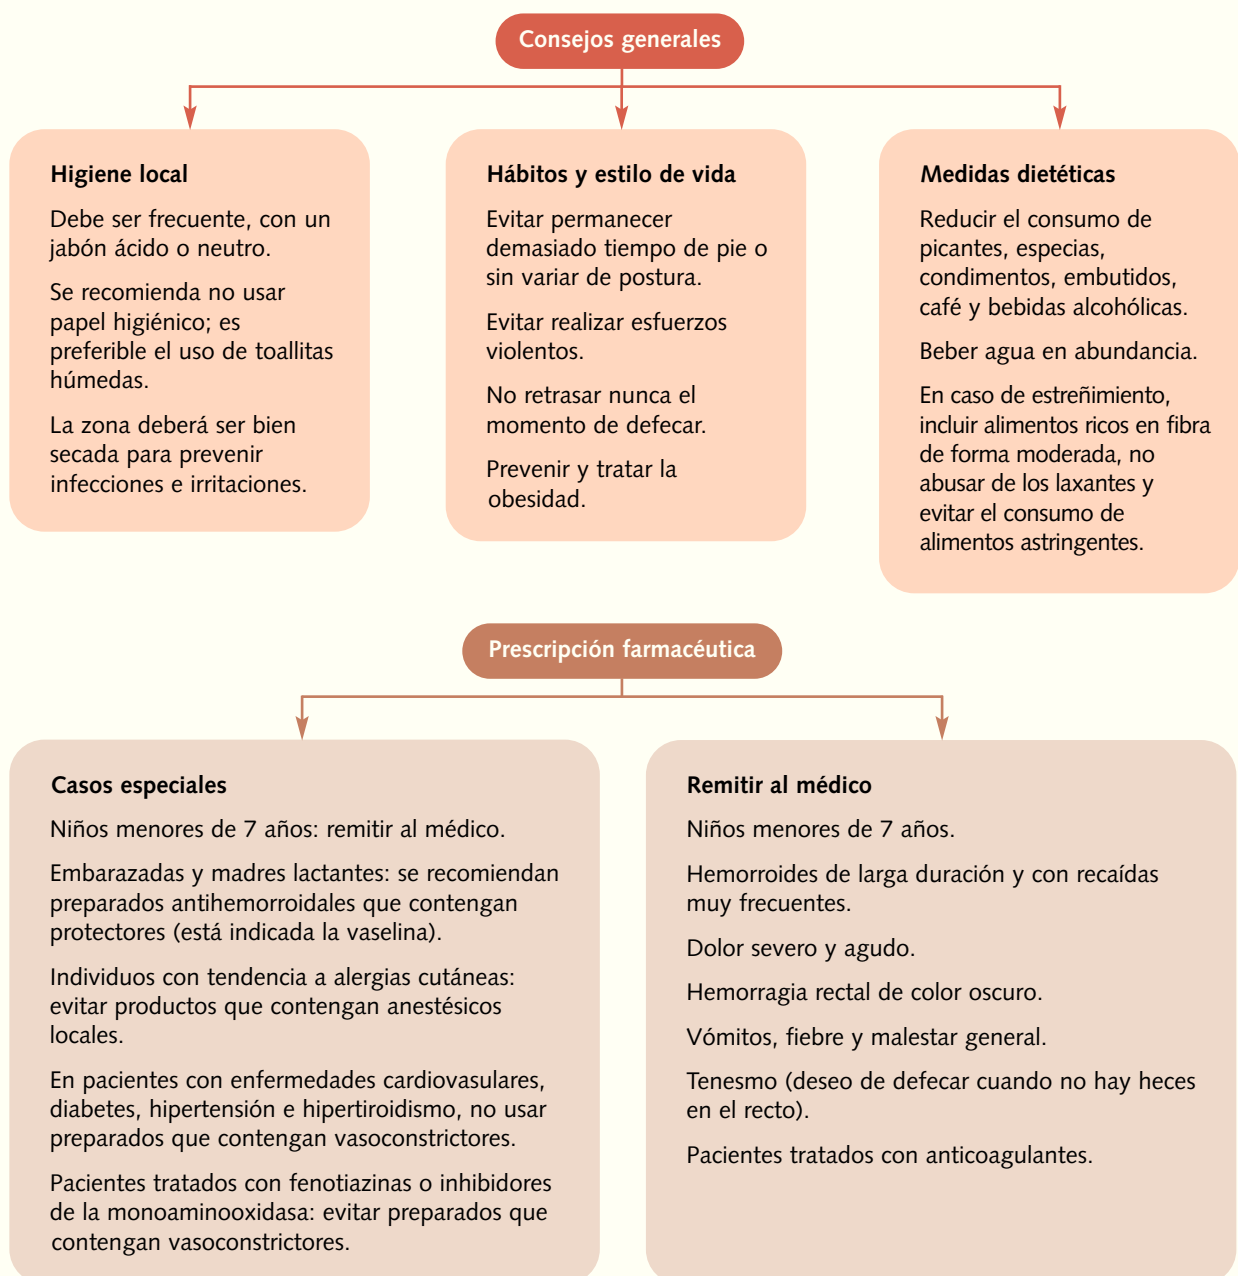 Consejos generales
Higiene local
Debe ser frecuente, con un
jabón ácido o neutro.
Se recomienda no usar
papel higiénico; es
preferible el uso de toallitas
húmedas.
La zona deberá ser bien
secada para prevenir
infecciones e irritaciones.
Hábitos y estilo de vida
Evitar permanecer
demasiado tiempo de pie o
sin variar de postura.
Evitar realizar esfuerzos
violentos.
No retrasar nunca el
momento de defecar.
Prevenir y tratar la
obesidad.
Medidas dietéticas
Reducir el consumo de
picantes, especias,
condimentos, embutidos,
café y bebidas alcohólicas.
Beber agua en abundancia.
En caso de estreñimiento,
incluir alimentos ricos en fibra
de forma moderada, no
abusar de los laxantes y
evitar el consumo de
alimentos astringentes.
Prescripción farmacéutica
Casos especiales
Niños menores de 7 años: remitir al médico.
Embarazadas y madres lactantes: se recomiendan
preparados antihemorroidales que contengan
protectores (está indicada la vaselina).
Individuos con tendencia a alergias cutáneas:
evitar productos que contengan anestésicos
locales.
En pacientes con enfermedades cardiovasculares,
diabetes, hipertensión e hipertiroidismo, no usar
preparados que contengan vasoconstrictores.
Pacientes tratados con fenotiazinas o inhibidores
de la monoaminooxidasa: evitar preparados que
contengan vasoconstrictores.
Remitir al médico
Niños menores de 7 años.
Hemorroides de larga duración y con recaídas
muy frecuentes.
Dolor severo y agudo.
Hemorragia rectal de color oscuro.
Vómitos, fiebre y malestar general.
Tenesmo (deseo de defecar cuando no hay heces
en el recto).
Pacientes tratados con anticoagulantes.